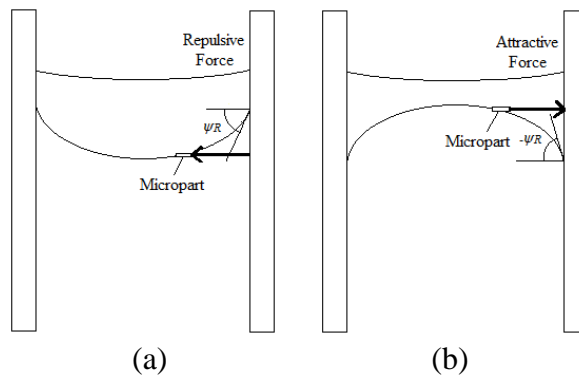 Repulsive
Force
ψR
Micropart
(a)
Attractive
Force
Micropart
-ψR
(b)